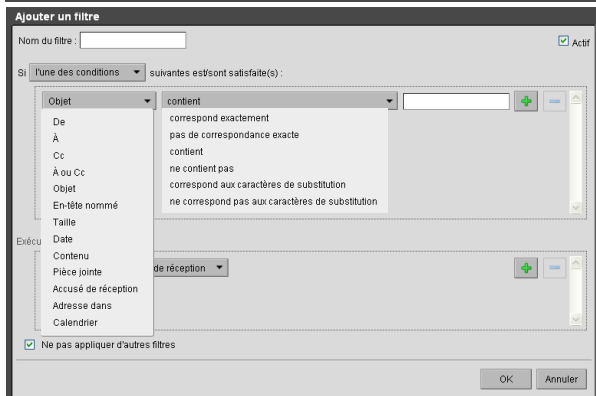 Ajouter un filtre
Nom du filtre :
Actif
Si l'une des conditions suivantes est/sont satisfaite(s) :
Objet contient
De
À
Cc
À ou Cc
Objet
En-tête nommé
Taille
Date
Contenu
Pièce jointe
Accusé de réception
Adresse dans
Calendrier
correspond exactement
pas de correspondance exacte
contient
ne contient pas
correspond aux caractères de substitution
ne correspond pas aux caractères de substitution
Exécu
de réception
Ne pas appliquer d'autres filtres
OK Annuler